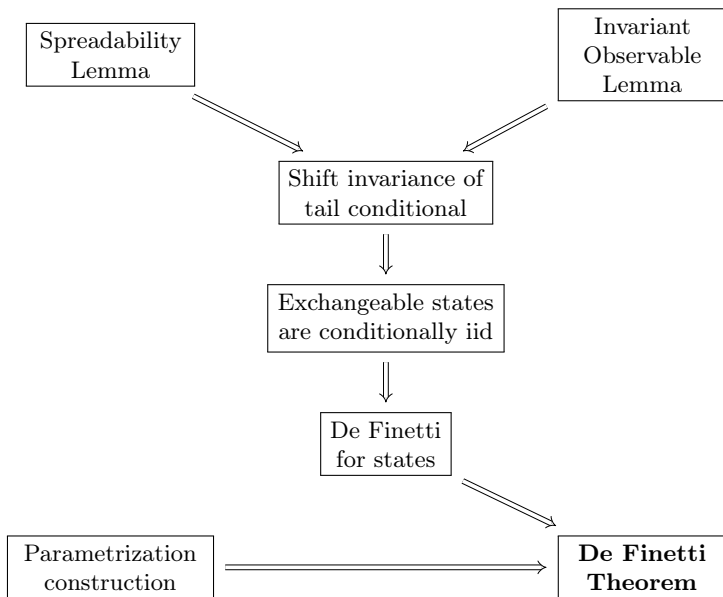 Spreadability
Lemma
Invariant
Observable
Lemma
Shift invariance of
tail conditional
Exchangeable states
are conditionally iid
De Finetti
for states
Parametrization
construction
De Finetti
Theorem